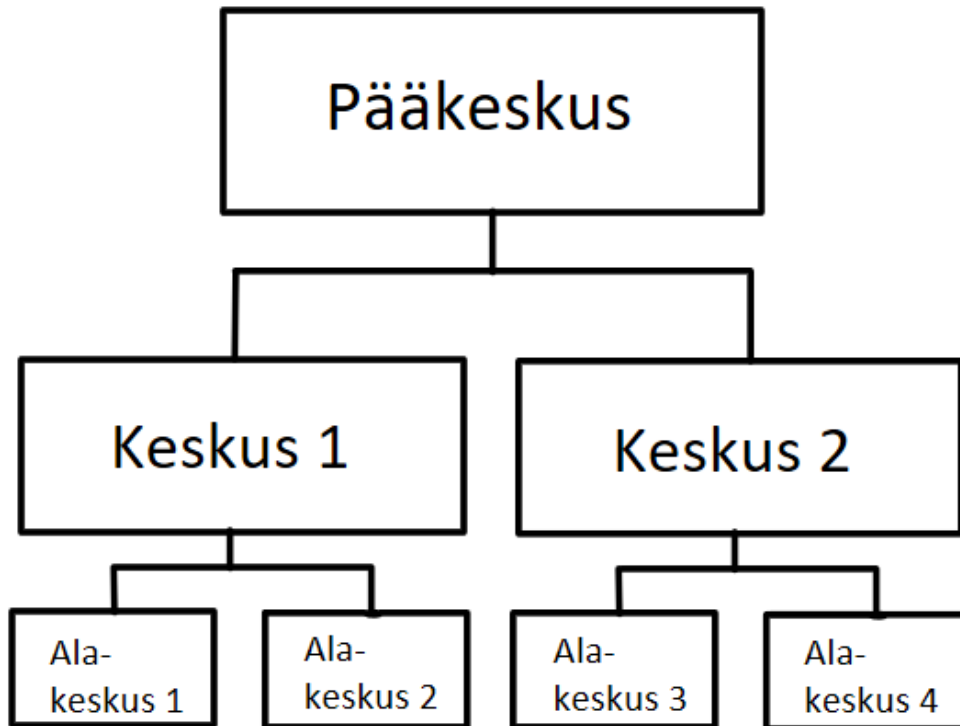 Pääkeskus
Keskus 1
Keskus 2
Ala-
keskus 1
Ala-
keskus 2
Ala-
keskus 3
Ala-
keskus 4